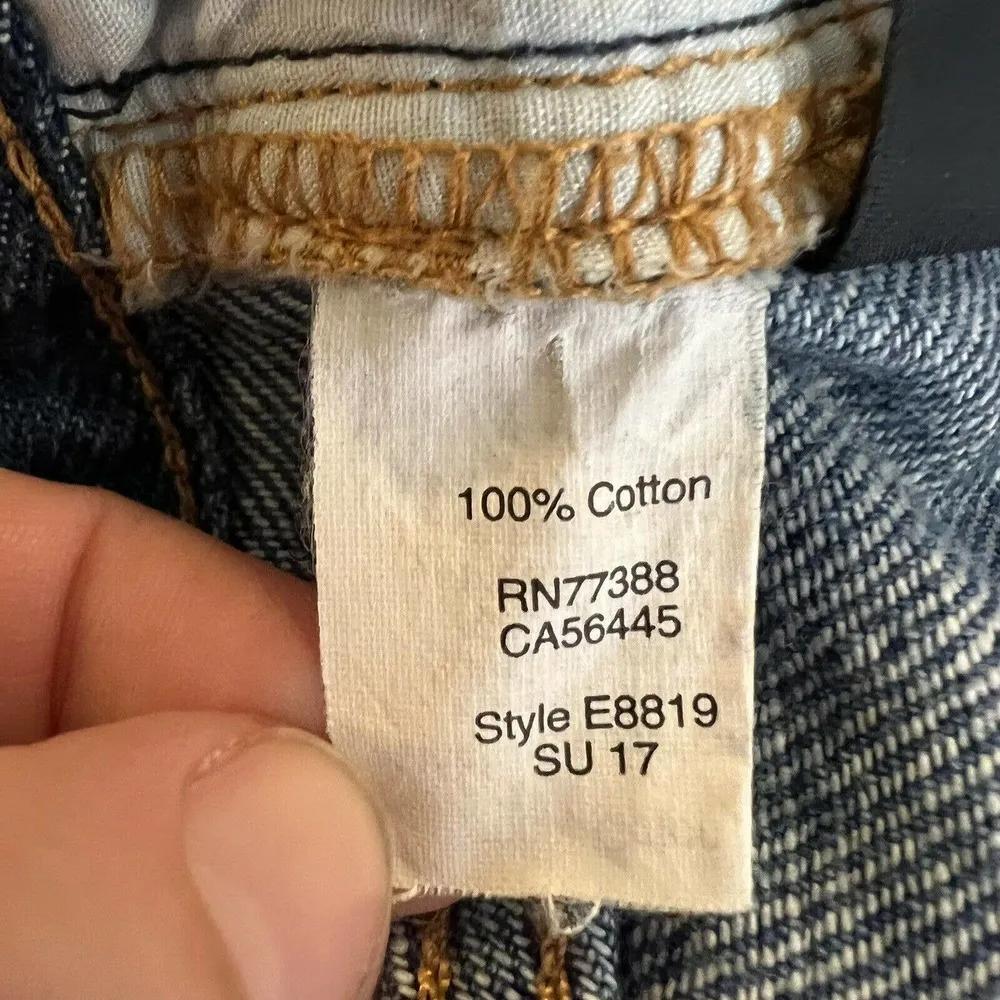 100% Cotton
RN77388
CA56445
Style E8819
SU 17